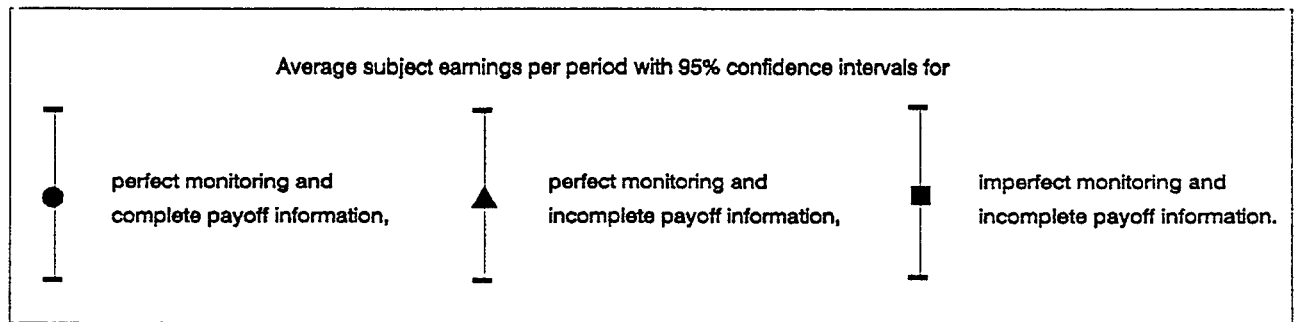 Average subject earnings per period with 95% confidence intervals for
perfect monitoring and
complete payoff information,
perfect monitoring and
incomplete payoff information,
imperfect monitoring and
incomplete payoff information.